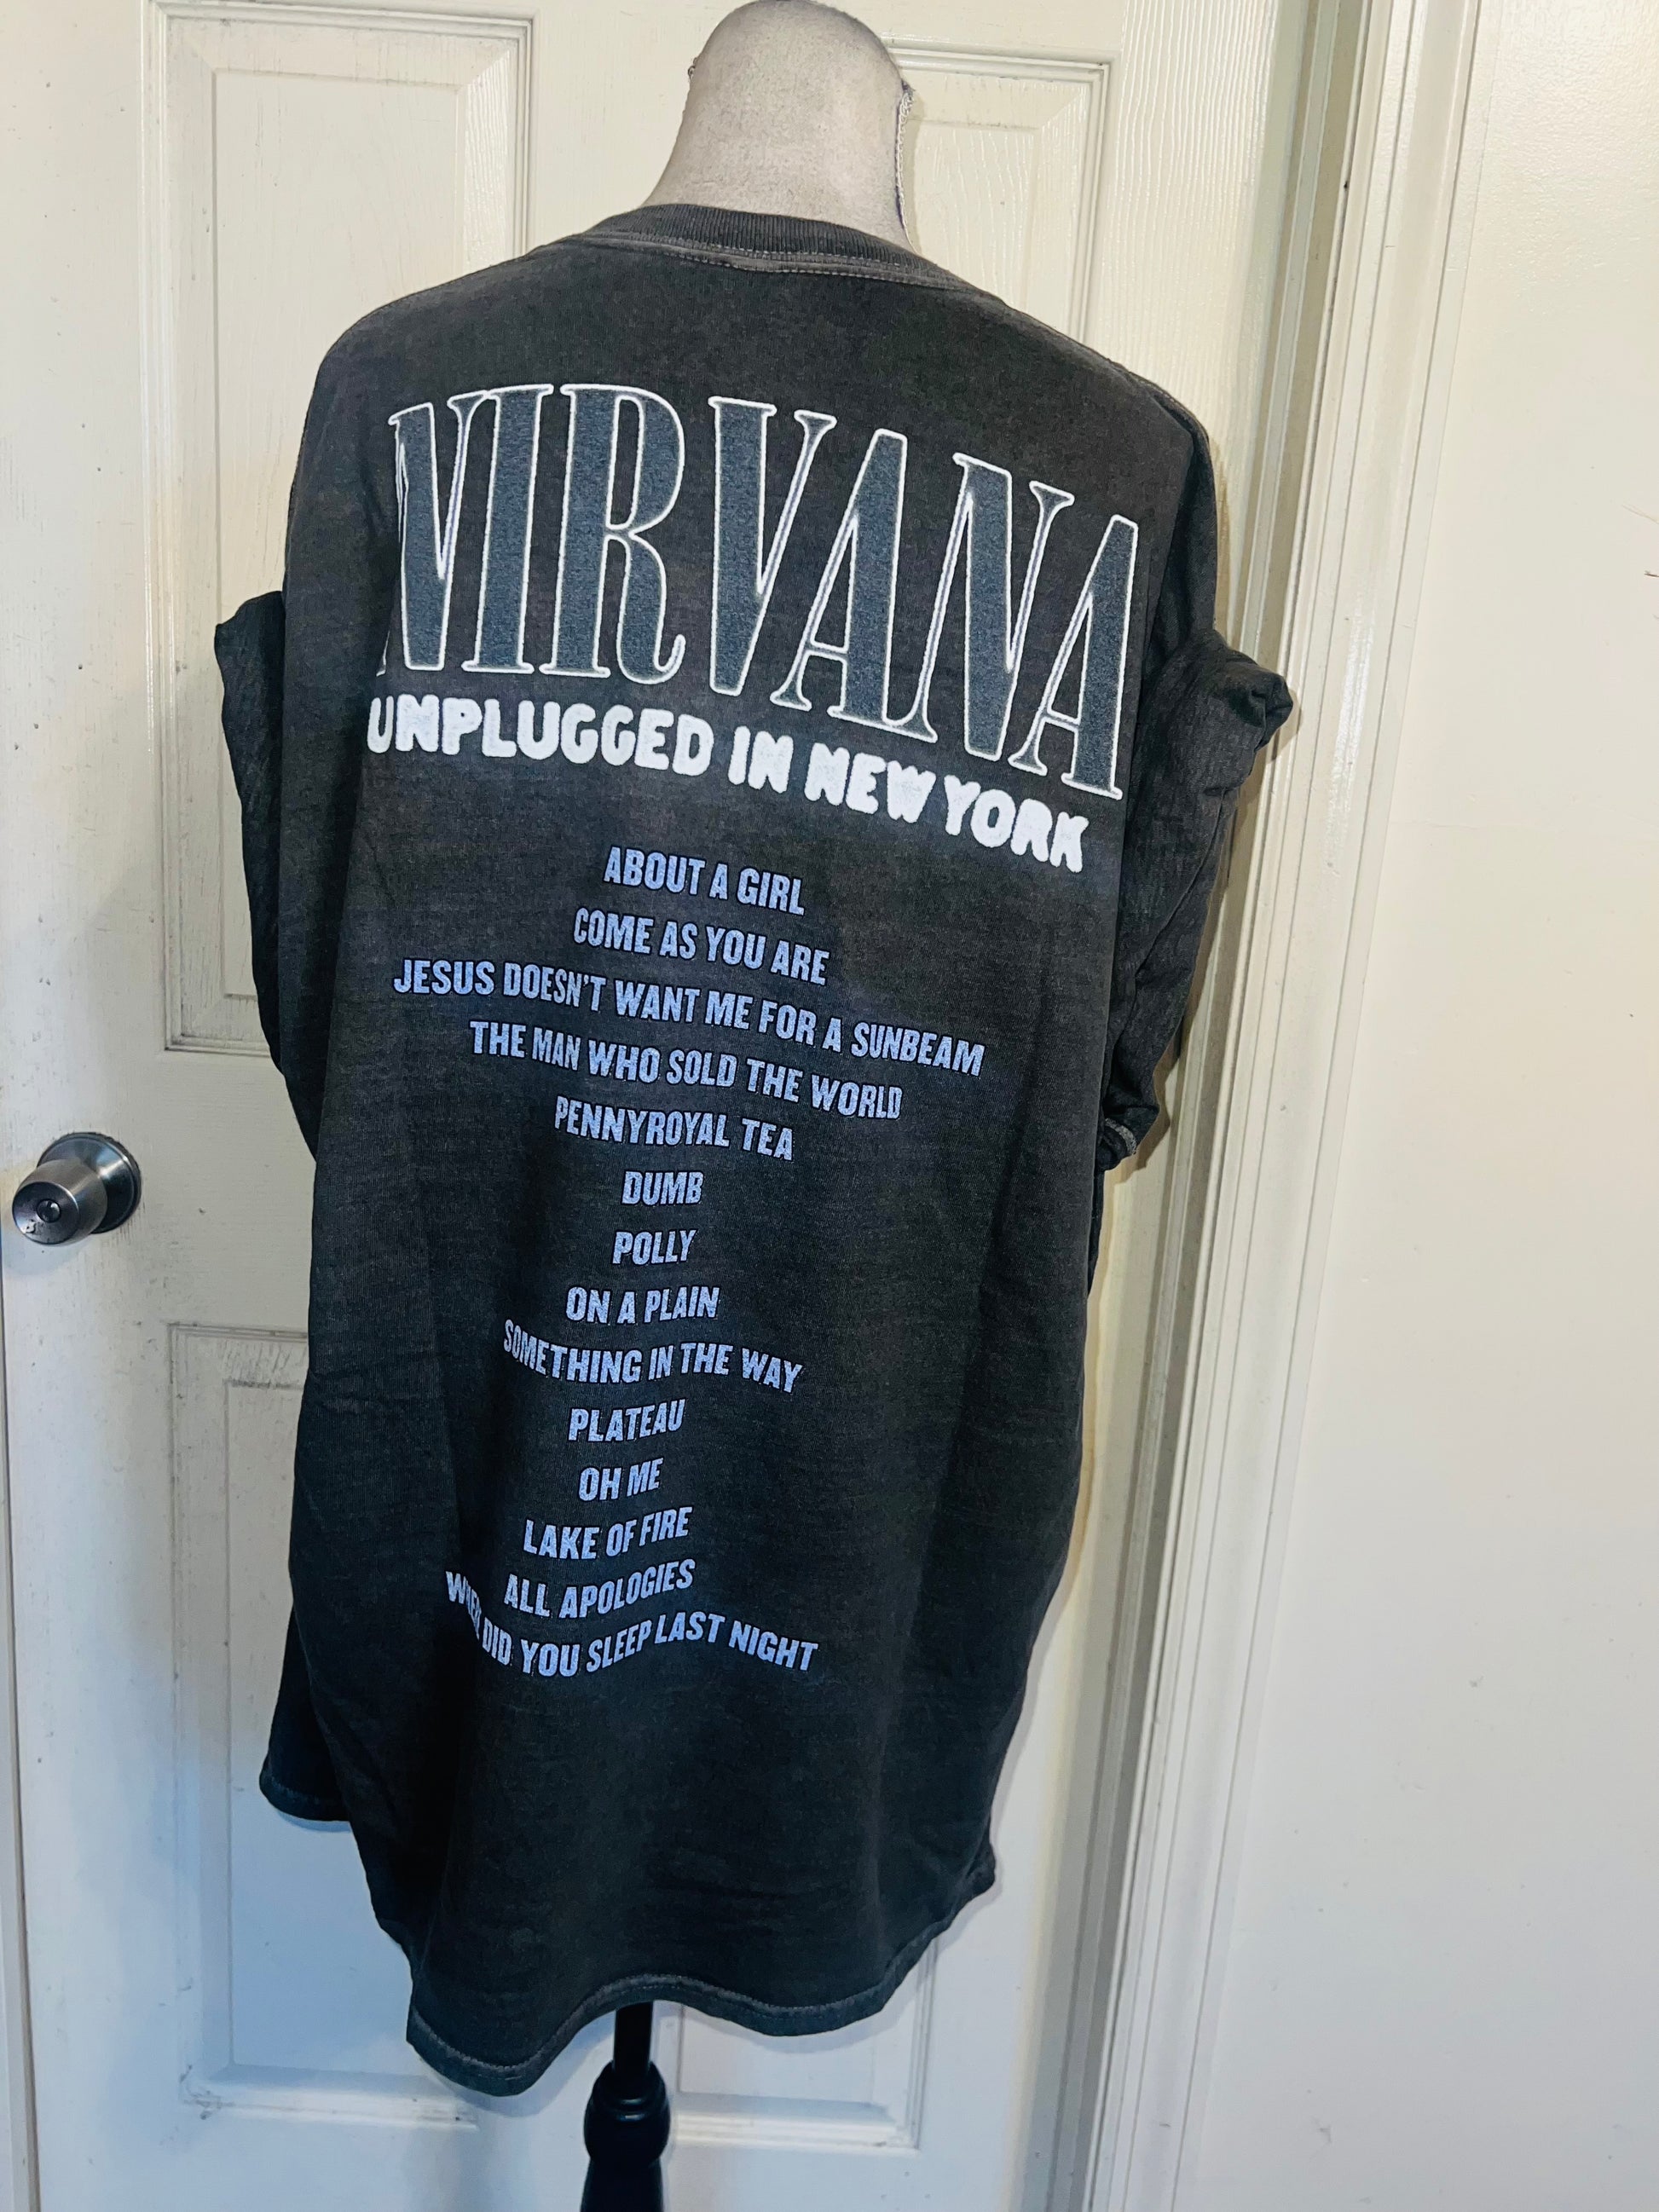 NIRVANA
UNPLUGGED IN NEW YORK
ABOUT A GIRL
COME AS YOU ARE
JESUS DOESN'T WANT ME FOR A SUNBEAM
THE MAN WHO SOLD THE WORLD
PENNYROYAL TEA
DUMB
POLLY
ON A PLAIN
SOMETHING IN THE WAY
PLATEAU
OH ME
LAKE OF FIRE
ALL APOLOGIES
WHERE DID YOU SLEEP LAST NIGHT